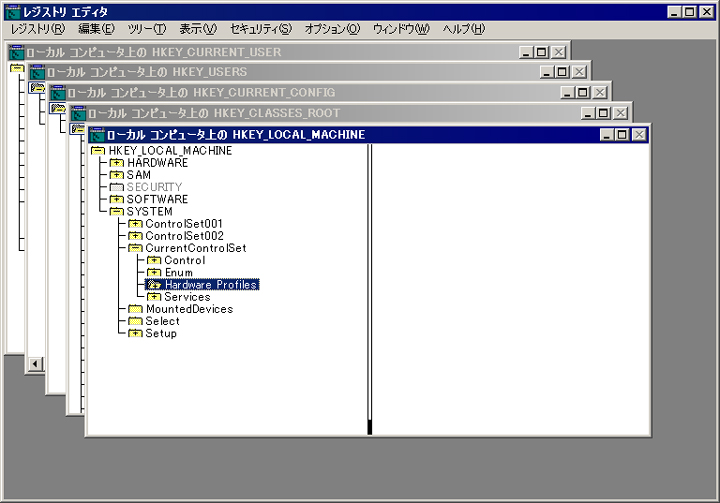 レジストリ エディタ
レジストリ(R) 編集(E) ツリー(T) 表示(V) セキュリティ(S) オプション(O) ウィンドウ(W) ヘルプ(H)
ローカル コンピュータ上の HKEY_CURRENT_USER
ローカル コンピュータ上の HKEY_USERS
ローカル コンピュータ上の HKEY_CURRENT_CONFIG
ローカル コンピュータ上の HKEY_CLASSES_ROOT
ローカル コンピュータ上の HKEY_LOCAL_MACHINE
HKEY_LOCAL_MACHINE
HARDWARE
SAM
SECURITY
SOFTWARE
SYSTEM
ControlSet001
ControlSet002
CurrentControlSet
Control
Enum
Hardware Profiles
Services
MountedDevices
Select
Setup